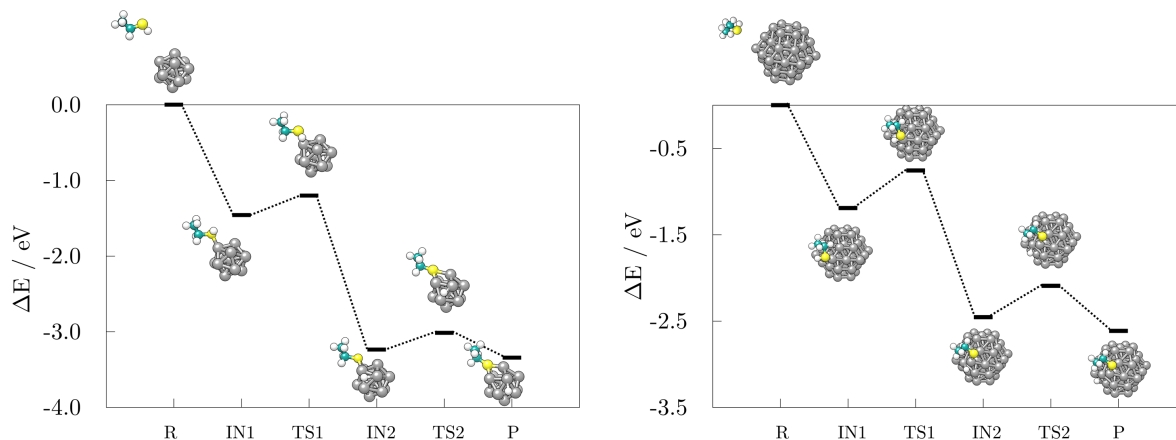 0.0
-1.0
-2.0
-3.0
-4.0
ΔE / eV
R IN1 TS1 IN2 TS2 P
-0.5
-1.5
-2.5
-3.5
ΔE / eV
R IN1 TS1 IN2 TS2 P